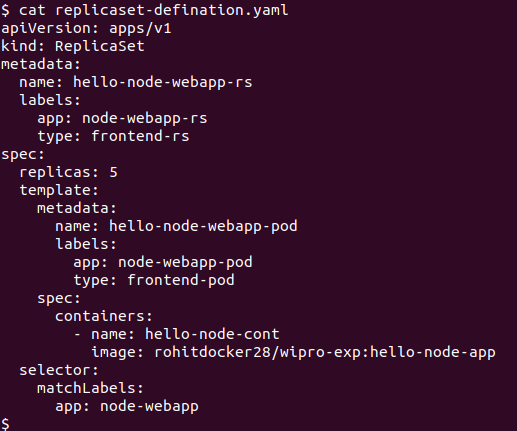 $ cat replicaset-defination.yaml
apiVersion: apps/v1
kind: ReplicaSet
metadata:
  name: hello-node-webapp-rs
  labels:
    app: node-webapp-rs
    type: frontend-rs
spec:
  replicas: 5
  template:
    metadata:
      name: hello-node-webapp-pod
      labels:
        app: node-webapp-pod
        type: frontend-pod
    spec:
      containers:
        - name: hello-node-cont
          image: rohitdocker28/wipro-exp:hello-node-app
  selector:
    matchLabels:
      app: node-webapp
$